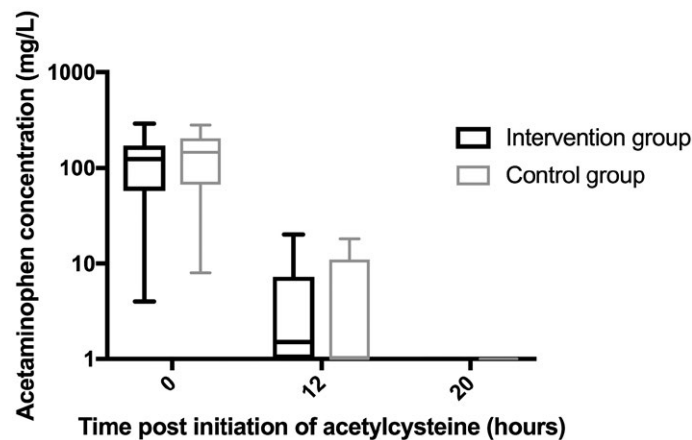 Acetaminophen concentration (mg/L)
1000
100
10
1
0
12
20
Time post initiation of acetylcysteine (hours)
Intervention group
Control group